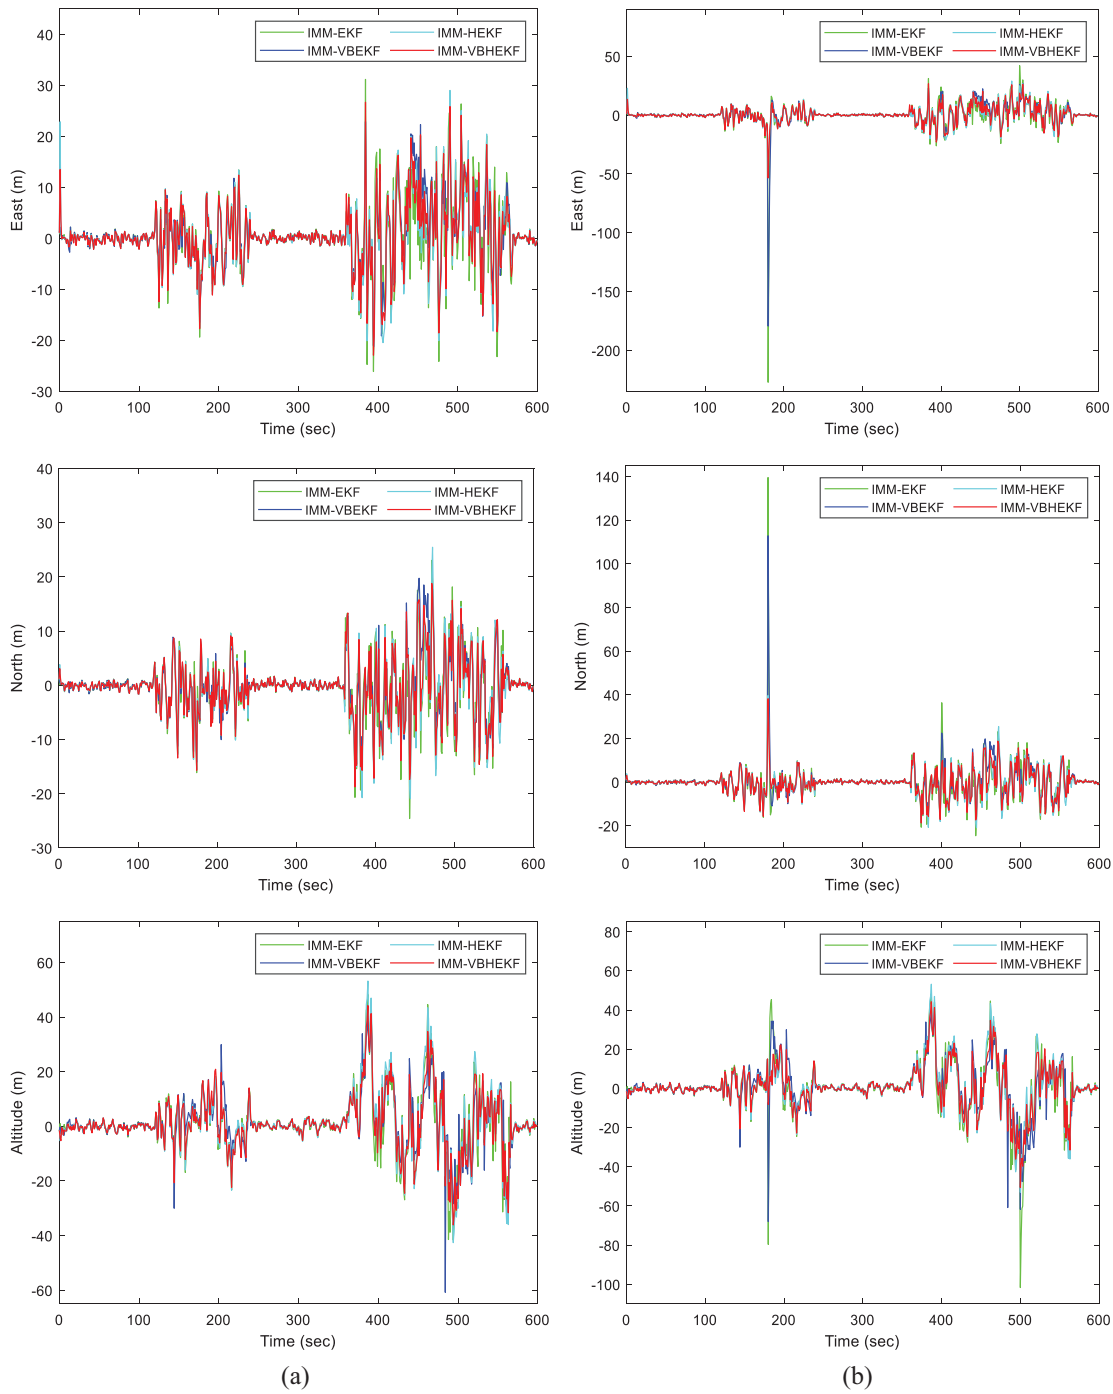 40
30
20
10
0
-10
-20
-30
East (m)
IMM-EKF IMM-HEKF
IMM-VBEKF IMM-VBHEKF
0 100 200 300 400 500 600
Time (sec)
50
0
-50
-100
-150
-200
East (m)
IMM-EKF IMM-HEKF
IMM-VBEKF IMM-VBHEKF
0 100 200 300 400 500 600
Time (sec)
40
30
20
10
0
-10
-20
-30
North (m)
IMM-EKF IMM-HEKF
IMM-VBEKF IMM-VBHEKF
0 100 200 300 400 500 600
Time (sec)
140
120
100
80
60
40
20
0
-20
North (m)
IMM-EKF IMM-HEKF
IMM-VBEKF IMM-VBHEKF
0 100 200 300 400 500 600
Time (sec)
60
40
20
0
-20
-40
-60
Altitude (m)
IMM-EKF IMM-HEKF
IMM-VBEKF IMM-VBHEKF
0 100 200 300 400 500 600
Time (sec)
80
60
40
20
0
-20
-40
-60
-80
-100
Altitude (m)
IMM-EKF IMM-HEKF
IMM-VBEKF IMM-VBHEKF
0 100 200 300 400 500 600
Time (sec)
(a) (b)